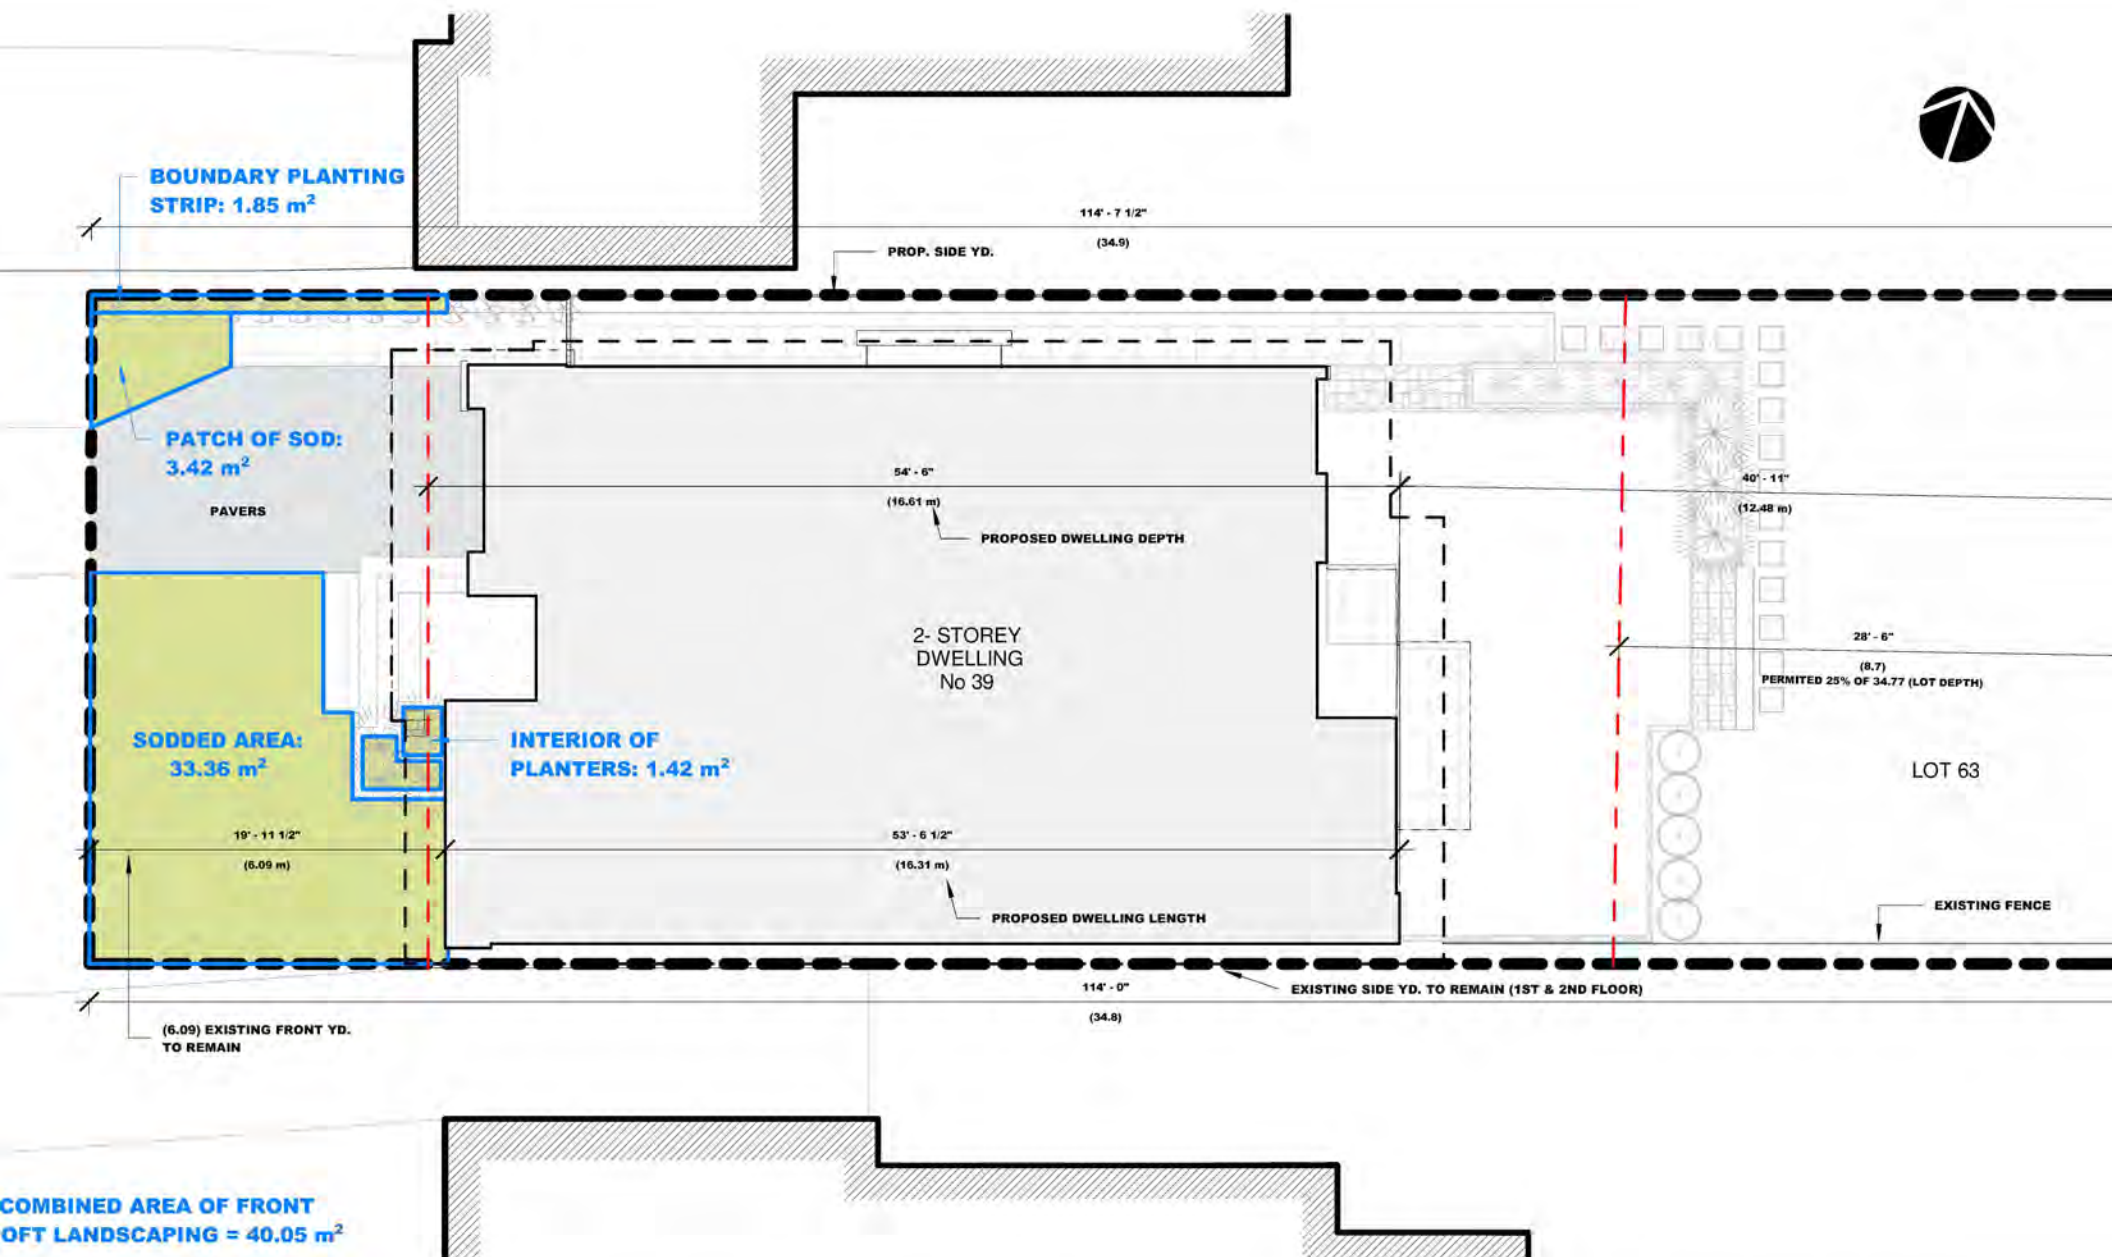 BOUNDARY PLANTING
STRIP: 1.85 m²
114' - 7 1/2"
(34.9)
PROP. SIDE YD.
PATCH OF SOD:
3.42 m²
PAVERS
54' - 6"
(16.61 m)
PROPOSED DWELLING DEPTH
40' - 11"
(12.48 m)
2- STOREY
DWELLING
No 39
28' - 6"
(8.7)
PERMITED 25% OF 34.77 (LOT DEPTH)
SODDED AREA:
33.36 m²
INTERIOR OF
PLANTERS: 1.42 m²
LOT 63
19' - 11 1/2"
(6.09 m)
53' - 6 1/2"
(16.31 m)
PROPOSED DWELLING LENGTH
EXISTING FENCE
114' - 0"
(34.8)
EXISTING SIDE YD. TO REMAIN (1ST & 2ND FLOOR)
(6.09) EXISTING FRONT YD.
TO REMAIN
COMBINED AREA OF FRONT
OFT LANDSCAPING = 40.05 m²